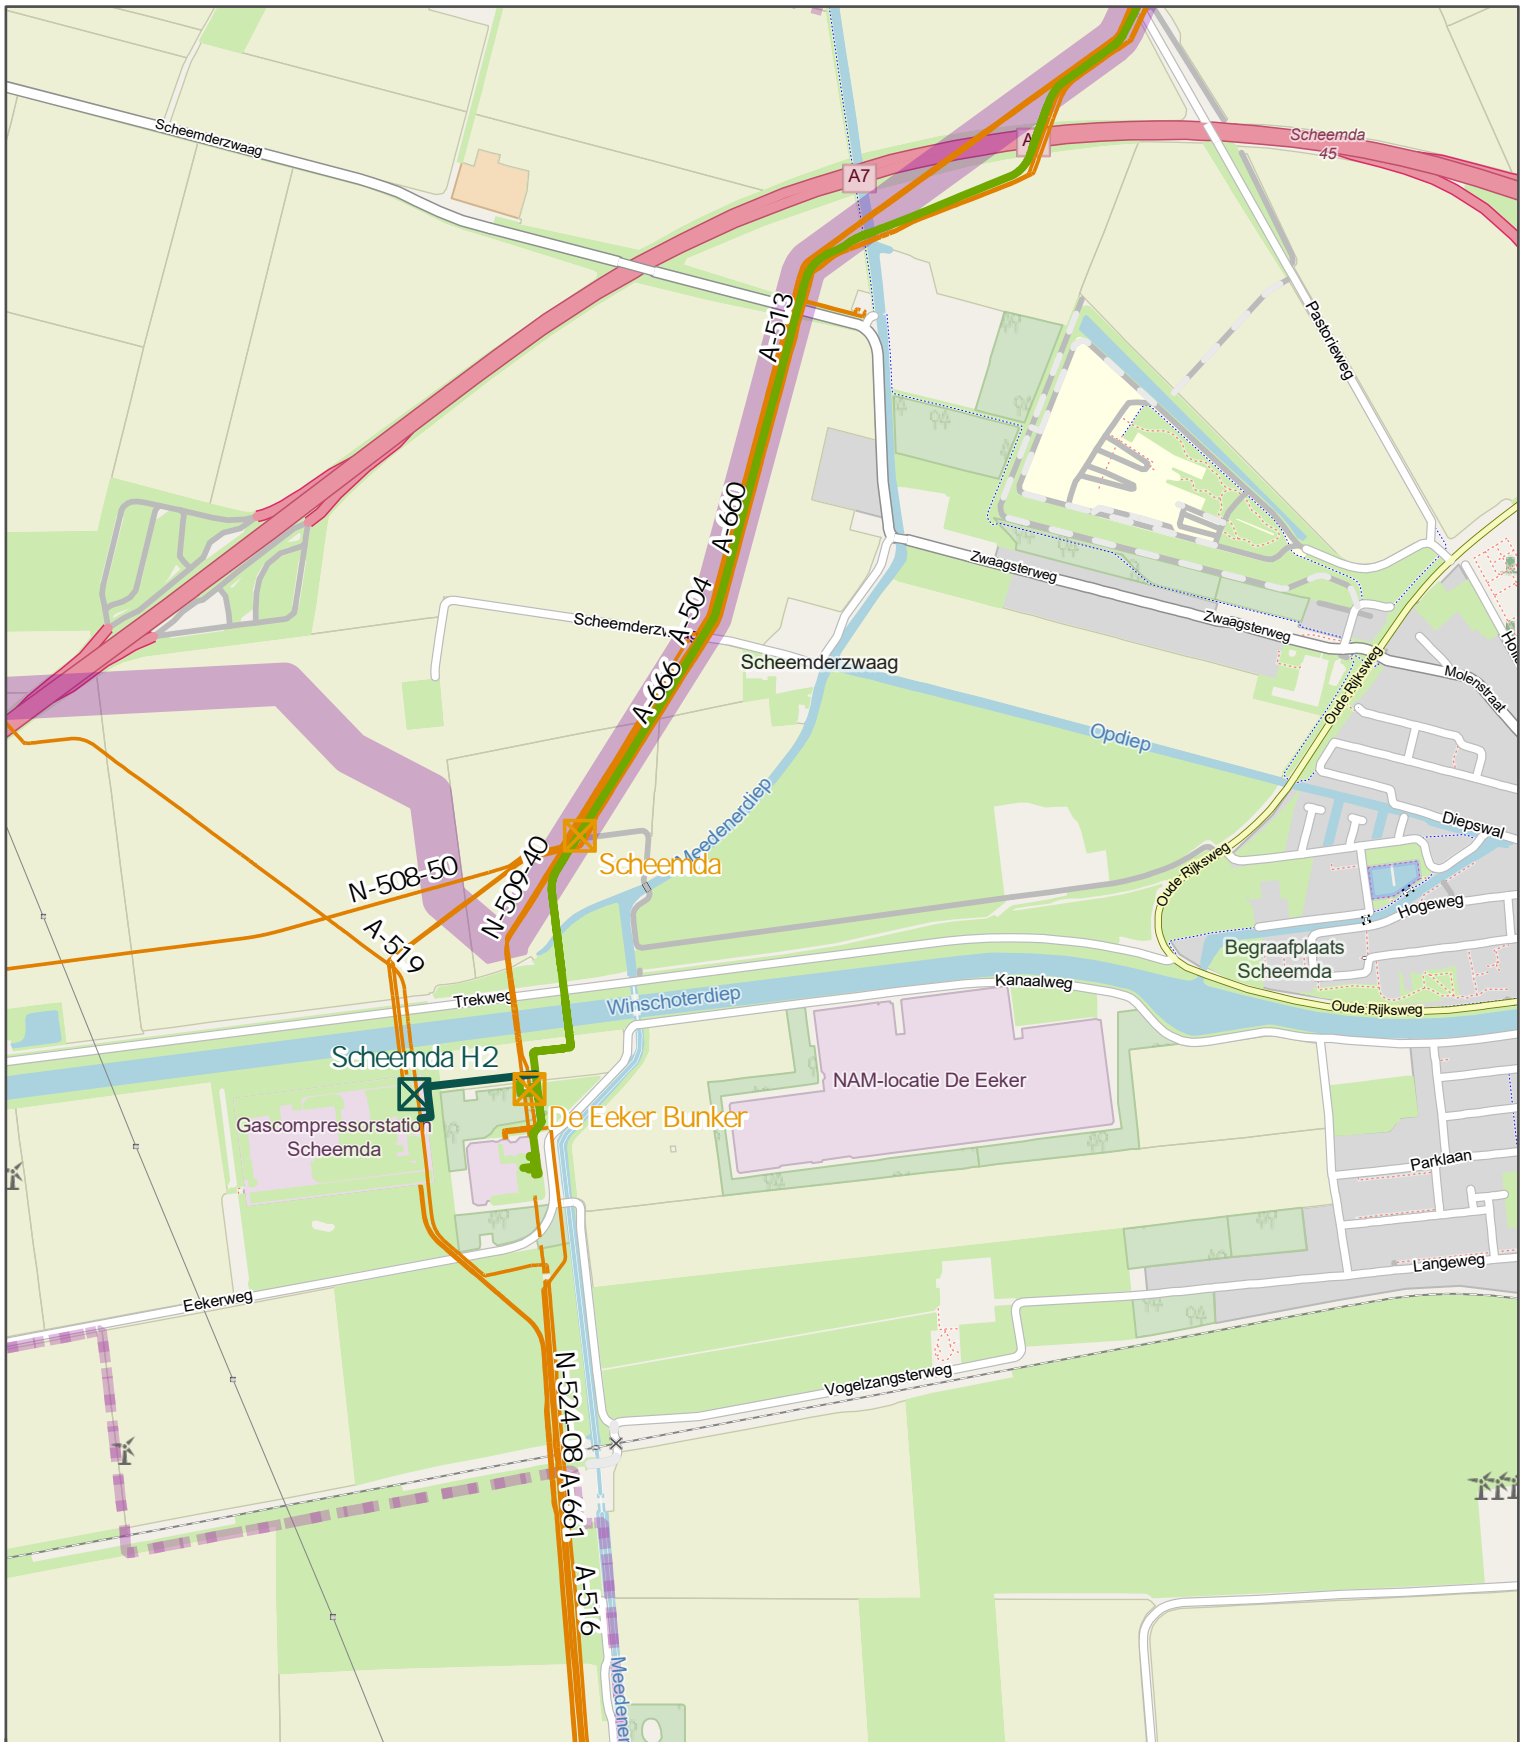 Scheemderzwaag
A7
Scheemda
45
Pastorieweg
A-513
A-660
Zwaagsterweg
Zwaagsterweg
A-504
A-666
Scheemderzwaag
Oude Rijksweg
Molenstraat
Opdiep
Meedenerdiep
Diepswal
Scheemda
N-508-50
N-509-40
Oude Rijksweg
Hogeweg
A-519
Begraafplaats
Scheemda
Trekweg
Winschoterdiep
Kanaalweg
Oude Rijksweg
Scheemda H2
NAM-locatie De Eeker
De Eeker Bunker
Gascompressorstation
Scheemda
Parklaan
Langeweg
Eekerweg
Vogelzangsterweg
N-524-08
A-661
A-516